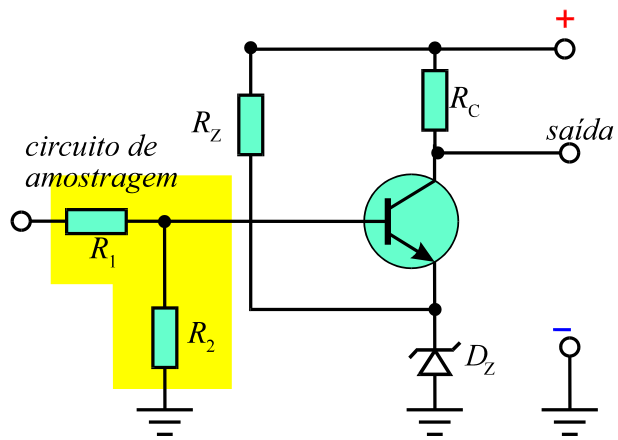 +
R_C
R_Z
saída
circuito de
amostragem
R_1
R_2
−
D_Z